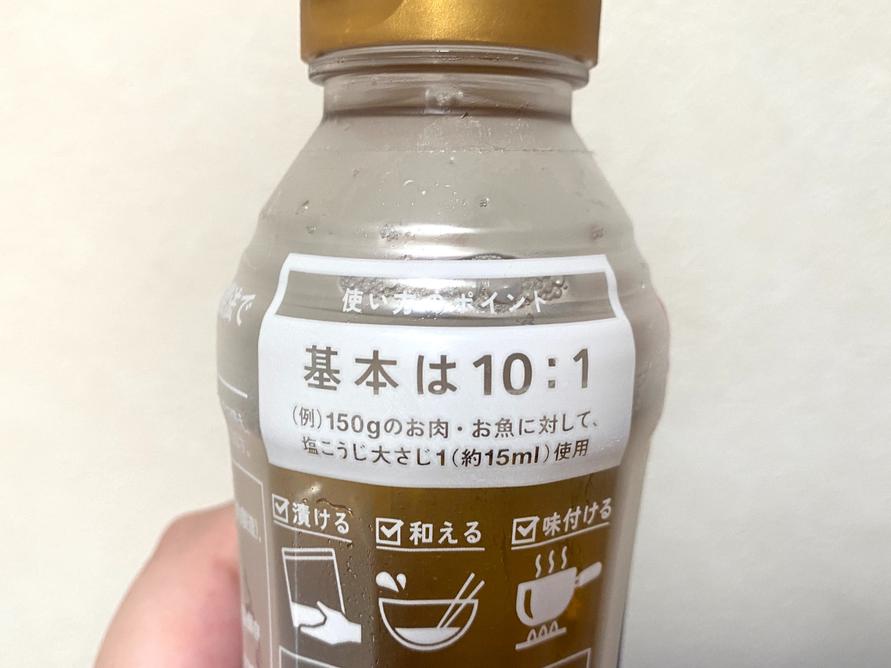 使い方のポイント
基本は10:1
(例)150gのお肉・お魚に対して、
塩こうじ大さじ1(約15ml)使用
漬ける
和える
味付ける